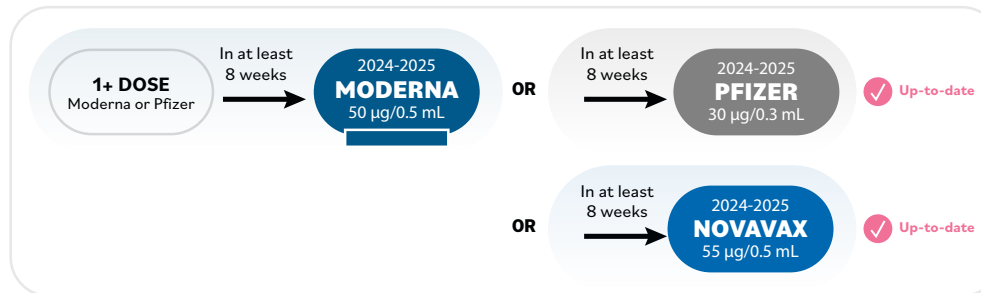 1+ DOSE
Moderna or Pfizer
In at least
8 weeks
2024-2025
MODERNA
50 µg/0.5 mL
OR
In at least
8 weeks
2024-2025
PFIZER
30 µg/0.3 mL
Up-to-date
OR
In at least
8 weeks
2024-2025
NOVAVAX
55 µg/0.5 mL
Up-to-date